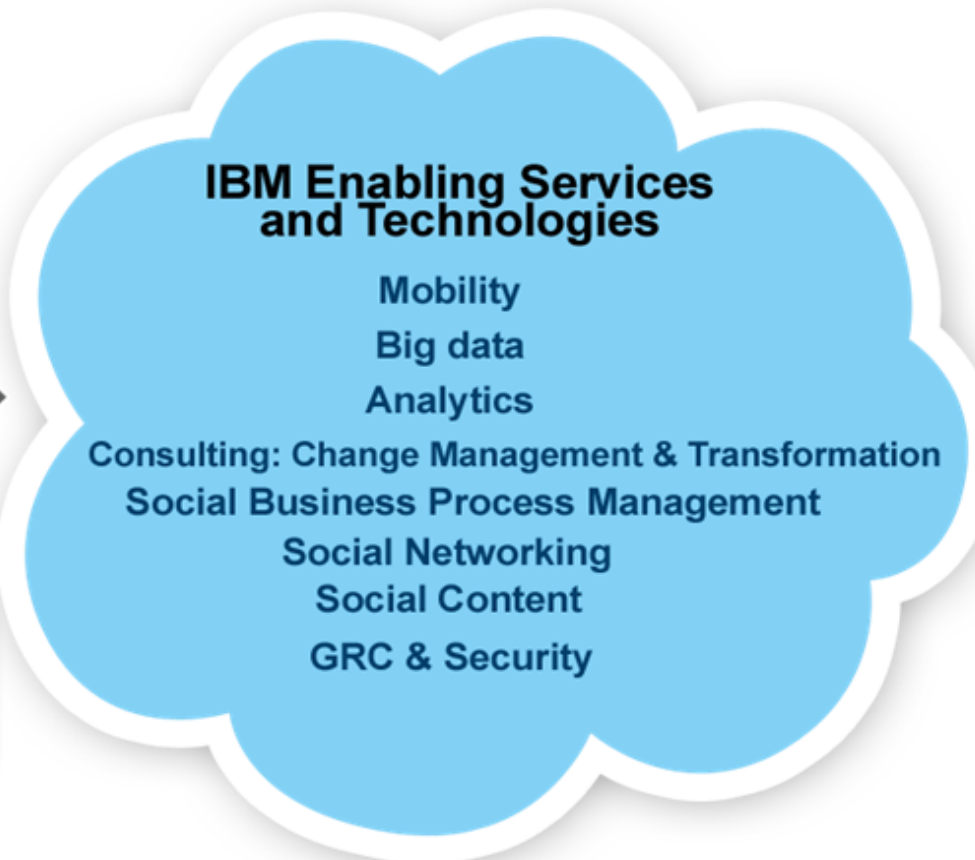 IBM Enabling Services
and Technologies
Mobility
Big data
Analytics
Consulting: Change Management & Transformation
Social Business Process Management
Social Networking
Social Content
GRC & Security